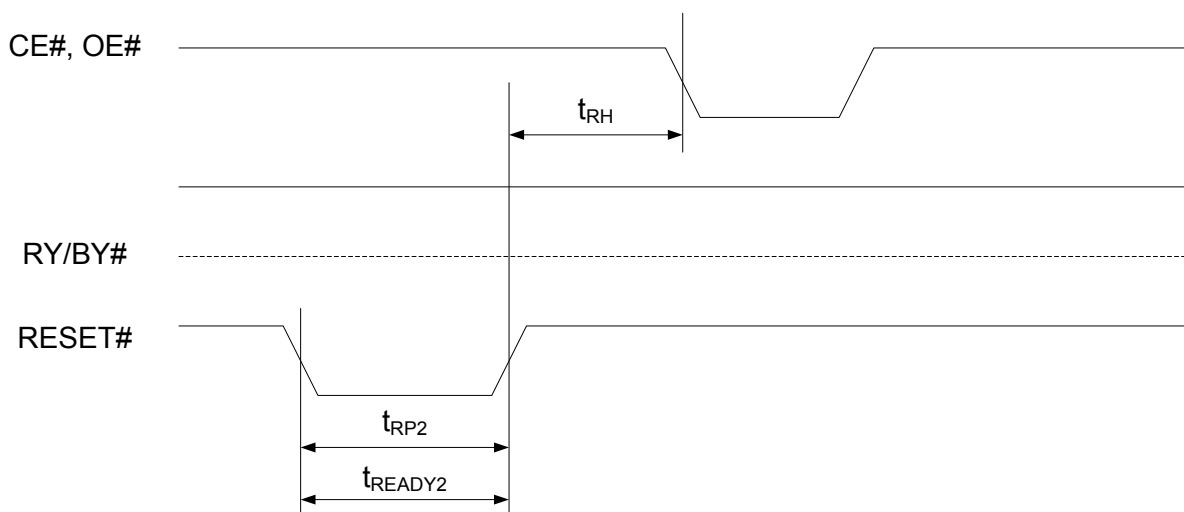 CE#, OE#
tRH
RY/BY#
RESET#
tRP2
tREADY2